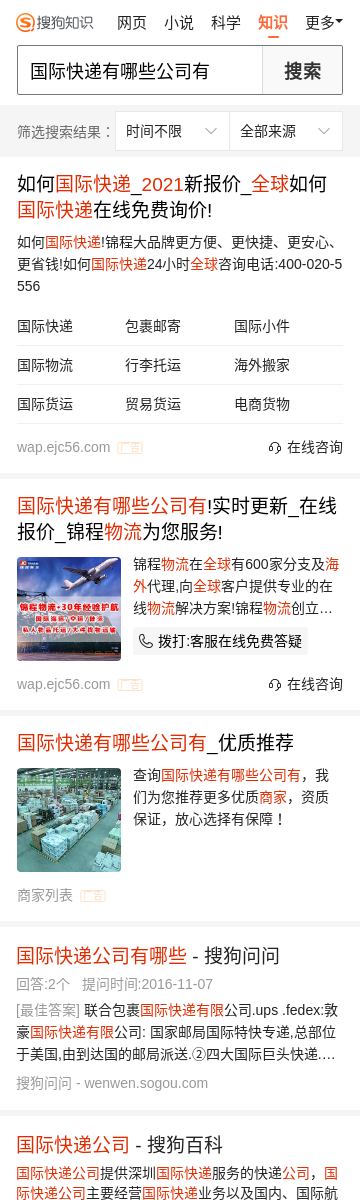 搜狗知识 网页 小说 科学 知识 更多
国际快递有哪些公司有 搜索
筛选搜索结果： 时间不限 全部来源
如何国际快递_2021新报价_全球如何
国际快递在线免费询价!
如何国际快递!锦程大品牌更方便、更快捷、更安心、
更省钱!如何国际快递24小时全球咨询电话:400-020-5
556
国际快递 包裹邮寄 国际小件
国际物流 行李托运 海外搬家
国际货运 贸易货运 电商货物
wap.ejc56.com 广告 在线咨询
国际快递有哪些公司有!实时更新_在线
报价_锦程物流为您服务!
锦程物流在全球有600家分支及海
外代理,向全球客户提供专业的在
线物流解决方案!锦程物流创立…
锦程物流·30年经验护航
国际海运/空运/快递
私人物品托运/大件货物运输
拨打:客服在线免费答疑
wap.ejc56.com 广告 在线咨询
国际快递有哪些公司有_优质推荐
查询国际快递有哪些公司有，我
们为您推荐更多优质商家，资质
保证，放心选择有保障！
商家列表 广告
国际快递公司有哪些 - 搜狗问问
回答:2个 提问时间:2016-11-07
[最佳答案] 联合包裹国际快递有限公司.ups .fedex:敦
豪国际快递有限公司: 国家邮局国际特快专递,总部位
于美国,由到达国的邮局派送.②四大国际巨头快递.…
搜狗问问 - wenwen.sogou.com
国际快递公司 - 搜狗百科
国际快递公司提供深圳国际快递服务的快递公司，国
际快递公司主要经营国际快递业务以及国内、国际航